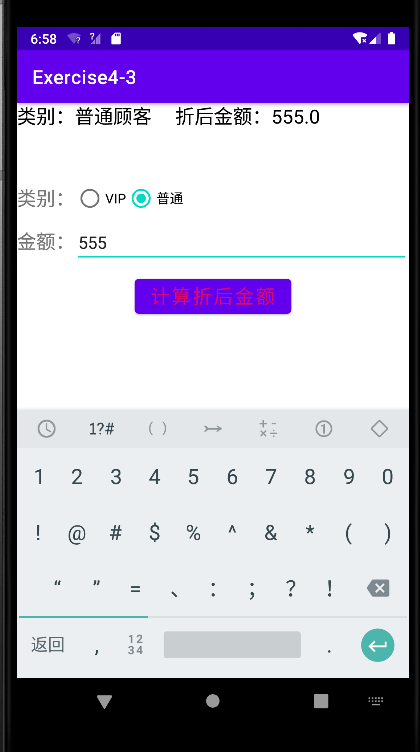 6:58
Exercise4-3
类别：普通顾客 折后金额：555.0
类别： VIP 普通
金额： 555
计算折后金额
1?# ( ) + - × ÷ 1
1 2 3 4 5 6 7 8 9 0
! @ # $ % ^ & * ( )
“ ” = 、 ： ； ？ ！
返回 , 12 34 .